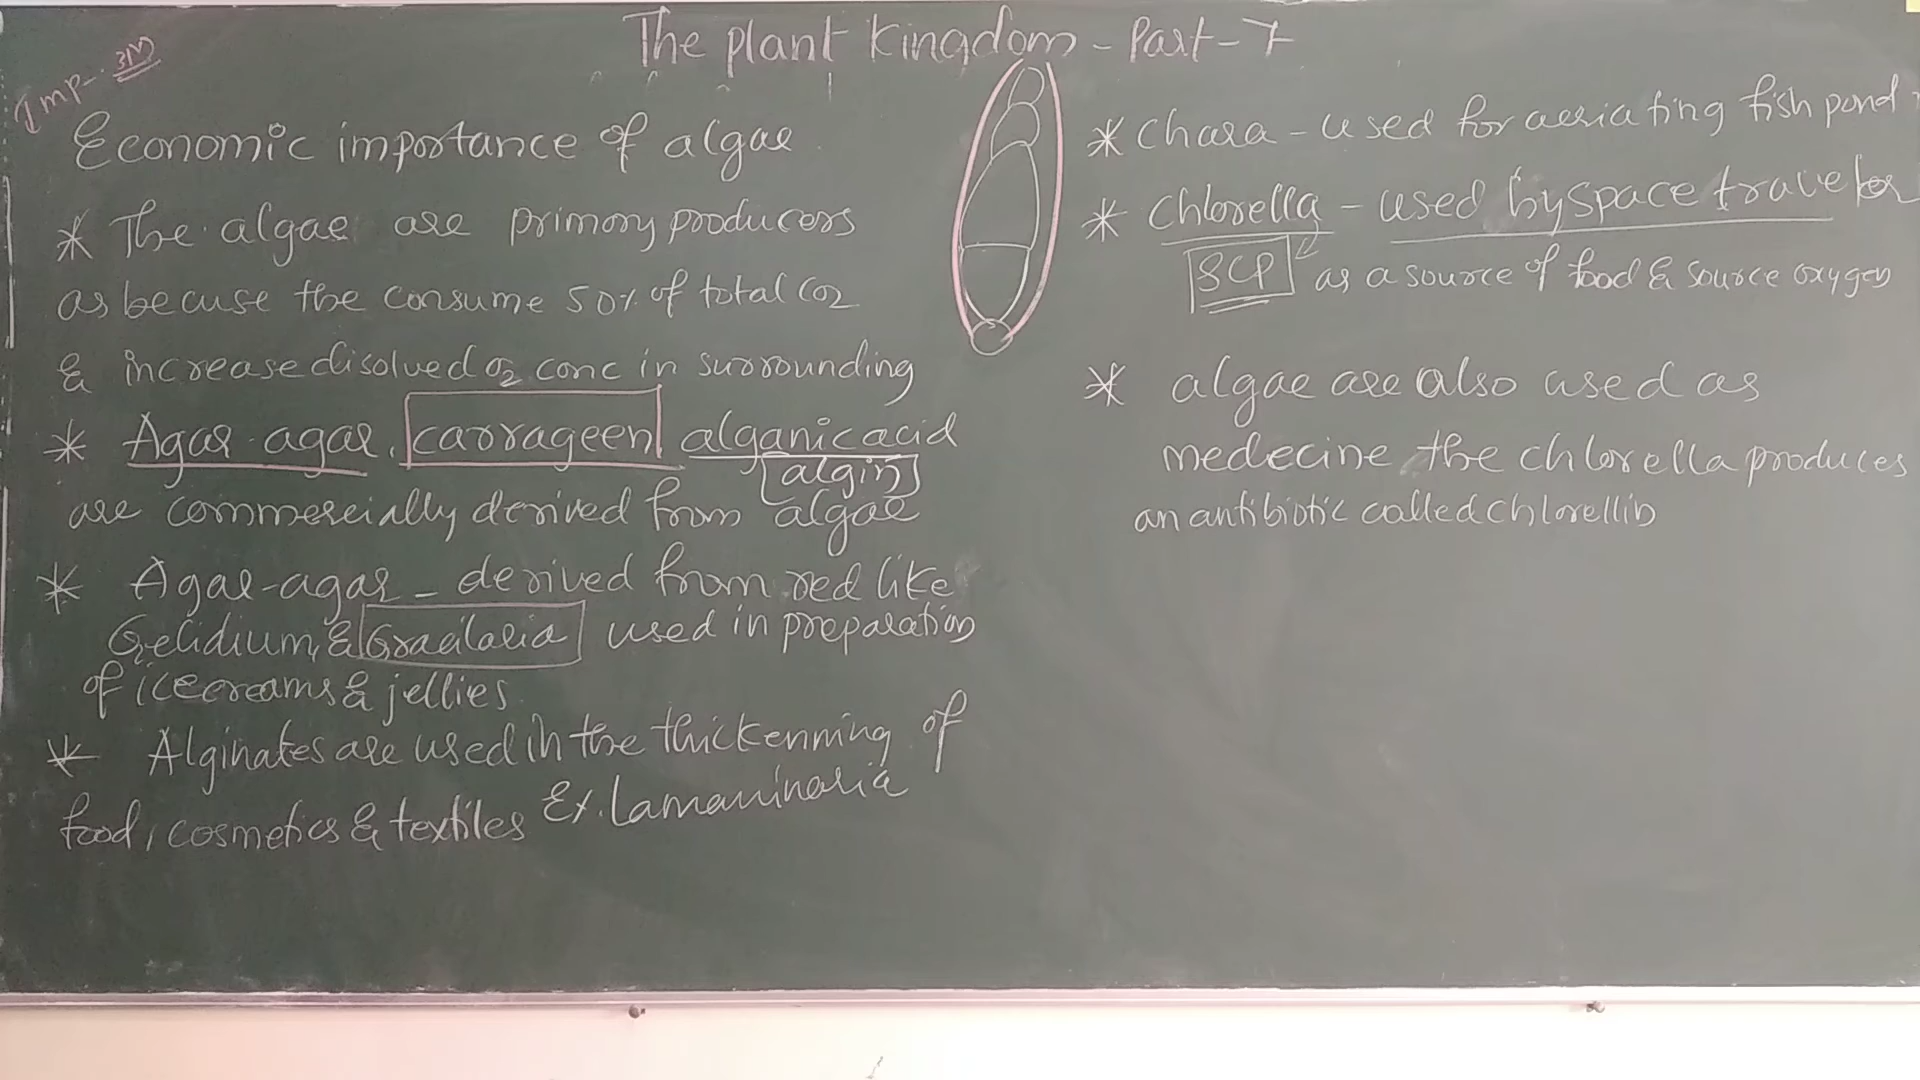 The plant kingdom - Part-7
Imp- 3M
Economic importance of algae
* The algae are primary producers
as becuse the consume 50% of total CO2
& increase disolved O2 conc in surrounding
* Agar-agar, carrageen alganic acid
algin
are commercially derived from algae
* Agar-agar - derived from red like
Gelidium, & Gracilaria used in preparation
of icecreams & jellies.
* Alginates are used in the thickenming of
food, cosmetics & textiles Ex. Lamaninaria
* Chara - used for aeriating fish pond
* Chlorella - used by space traveler
SCP as a source of food & source oxygen
* algae are also used as
medecine, the chlorella produces
an antibiotic called chlorellin